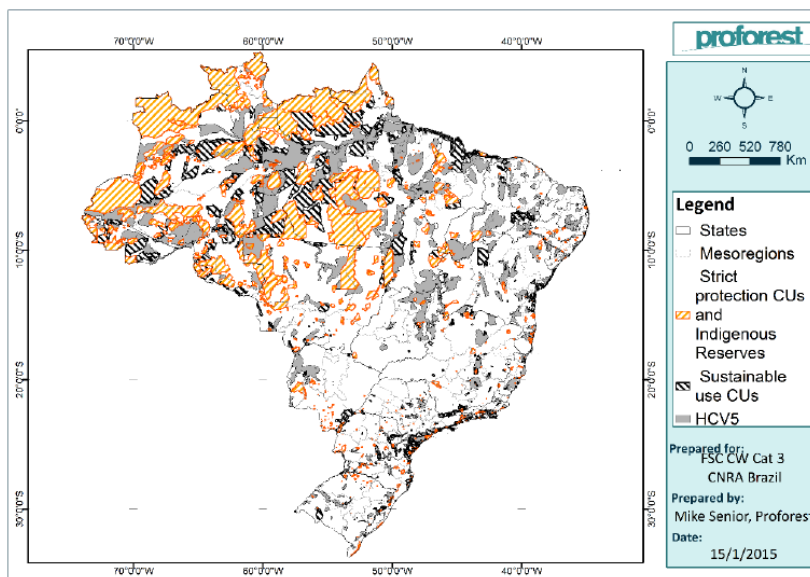 proforest
70°0'0"W 60°0'0"W 50°0'0"W 40°0'0"W
N
W E
S
0 260 520 780
Km
0°0'0" 0°0'0"
10°0'0"S 10°0'0"S
20°0'0"S 20°0'0"S
30°0'0"S 30°0'0"S
70°0'0"W 60°0'0"W 50°0'0"W 40°0'0"W
Legend
States
Mesoregions
Strict
protection CUs
and
Indigenous
Reserves
Sustainable
use CUs
HCV5
Prepared for:
FSC CW Cat 3
CNRA Brazil
Prepared by:
Mike Senior, Proforest
Date:
15/1/2015